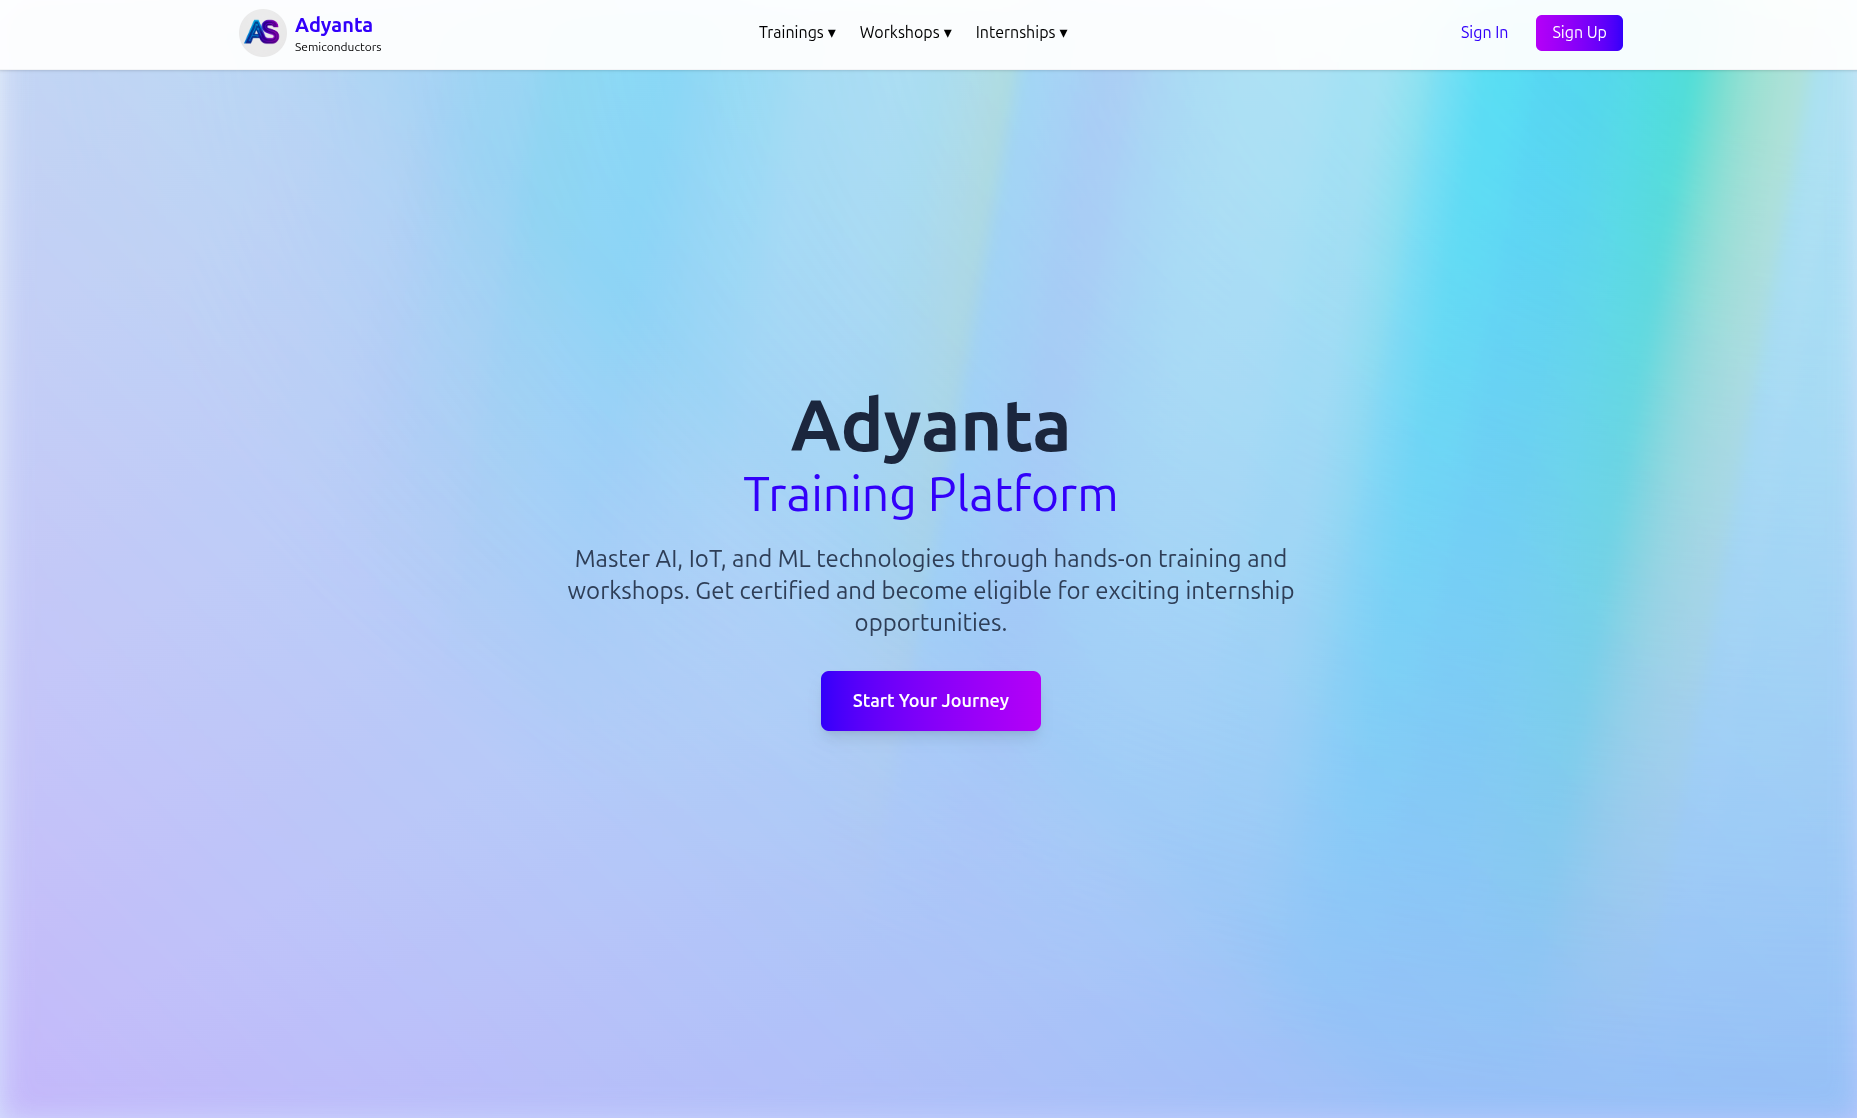 AS
Adyanta
Semiconductors
Trainings ▾
Workshops ▾
Internships ▾
Sign In
Sign Up
Adyanta
Training Platform
Master AI, IoT, and ML technologies through hands-on training and
workshops. Get certified and become eligible for exciting internship
opportunities.
Start Your Journey